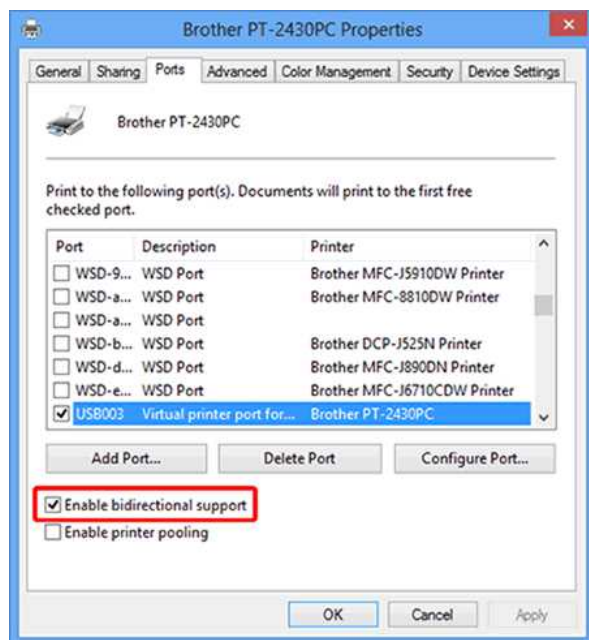 Brother PT-2430PC Properties
General Sharing Ports Advanced Color Management Security Device Settings
Brother PT-2430PC
Print to the following port(s). Documents will print to the first free
checked port.
Port Description Printer
WSD-9... WSD Port Brother MFC-J5910DW Printer
WSD-a... WSD Port Brother MFC-8810DW Printer
WSD-a... WSD Port
WSD-b... WSD Port Brother DCP-J525N Printer
WSD-d... WSD Port Brother MFC-J890DN Printer
WSD-e... WSD Port Brother MFC-J6710CDW Printer
USB003 Virtual printer port for... Brother PT-2430PC
Add Port... Delete Port Configure Port...
Enable bidirectional support
Enable printer pooling
OK Cancel Apply